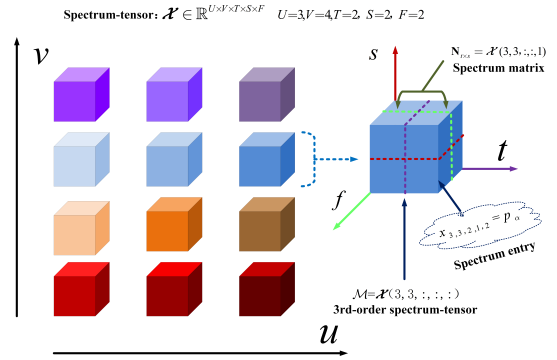 Spectrum-tensor: 𝓧 ∈ ℝ^{U×V×T×S×F} U=3,V=4,T=2, S=2, F=2
v
s
N_{t×s} = 𝓧(3, 3, :, :, 1)
Spectrum matrix
t
f
x_{3,3,2,1,2} = p_α
Spectrum entry
ℳ=𝓧(3, 3, :, :, :)
3rd-order spectrum-tensor
u